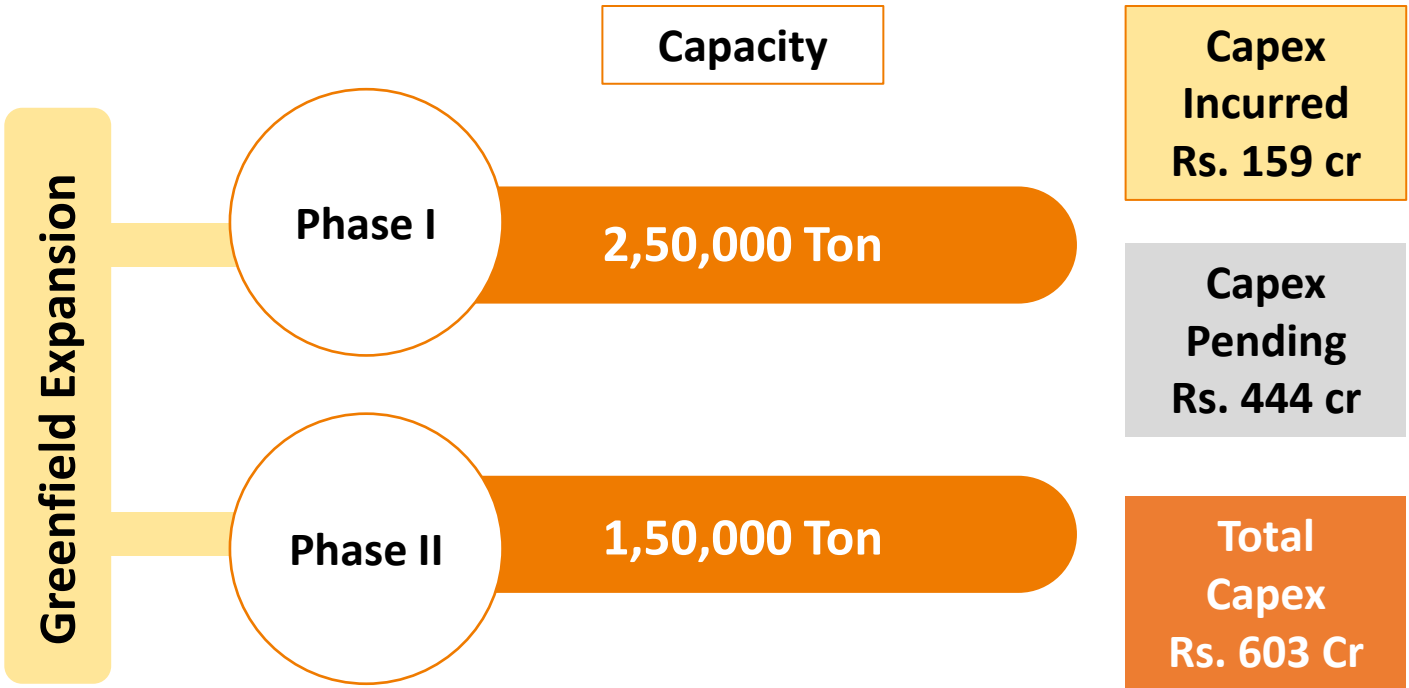 Greenfield Expansion
Capacity
Phase I
2,50,000 Ton
Phase II
1,50,000 Ton
Capex
Incurred
Rs. 159 cr
Capex
Pending
Rs. 444 cr
Total
Capex
Rs. 603 Cr